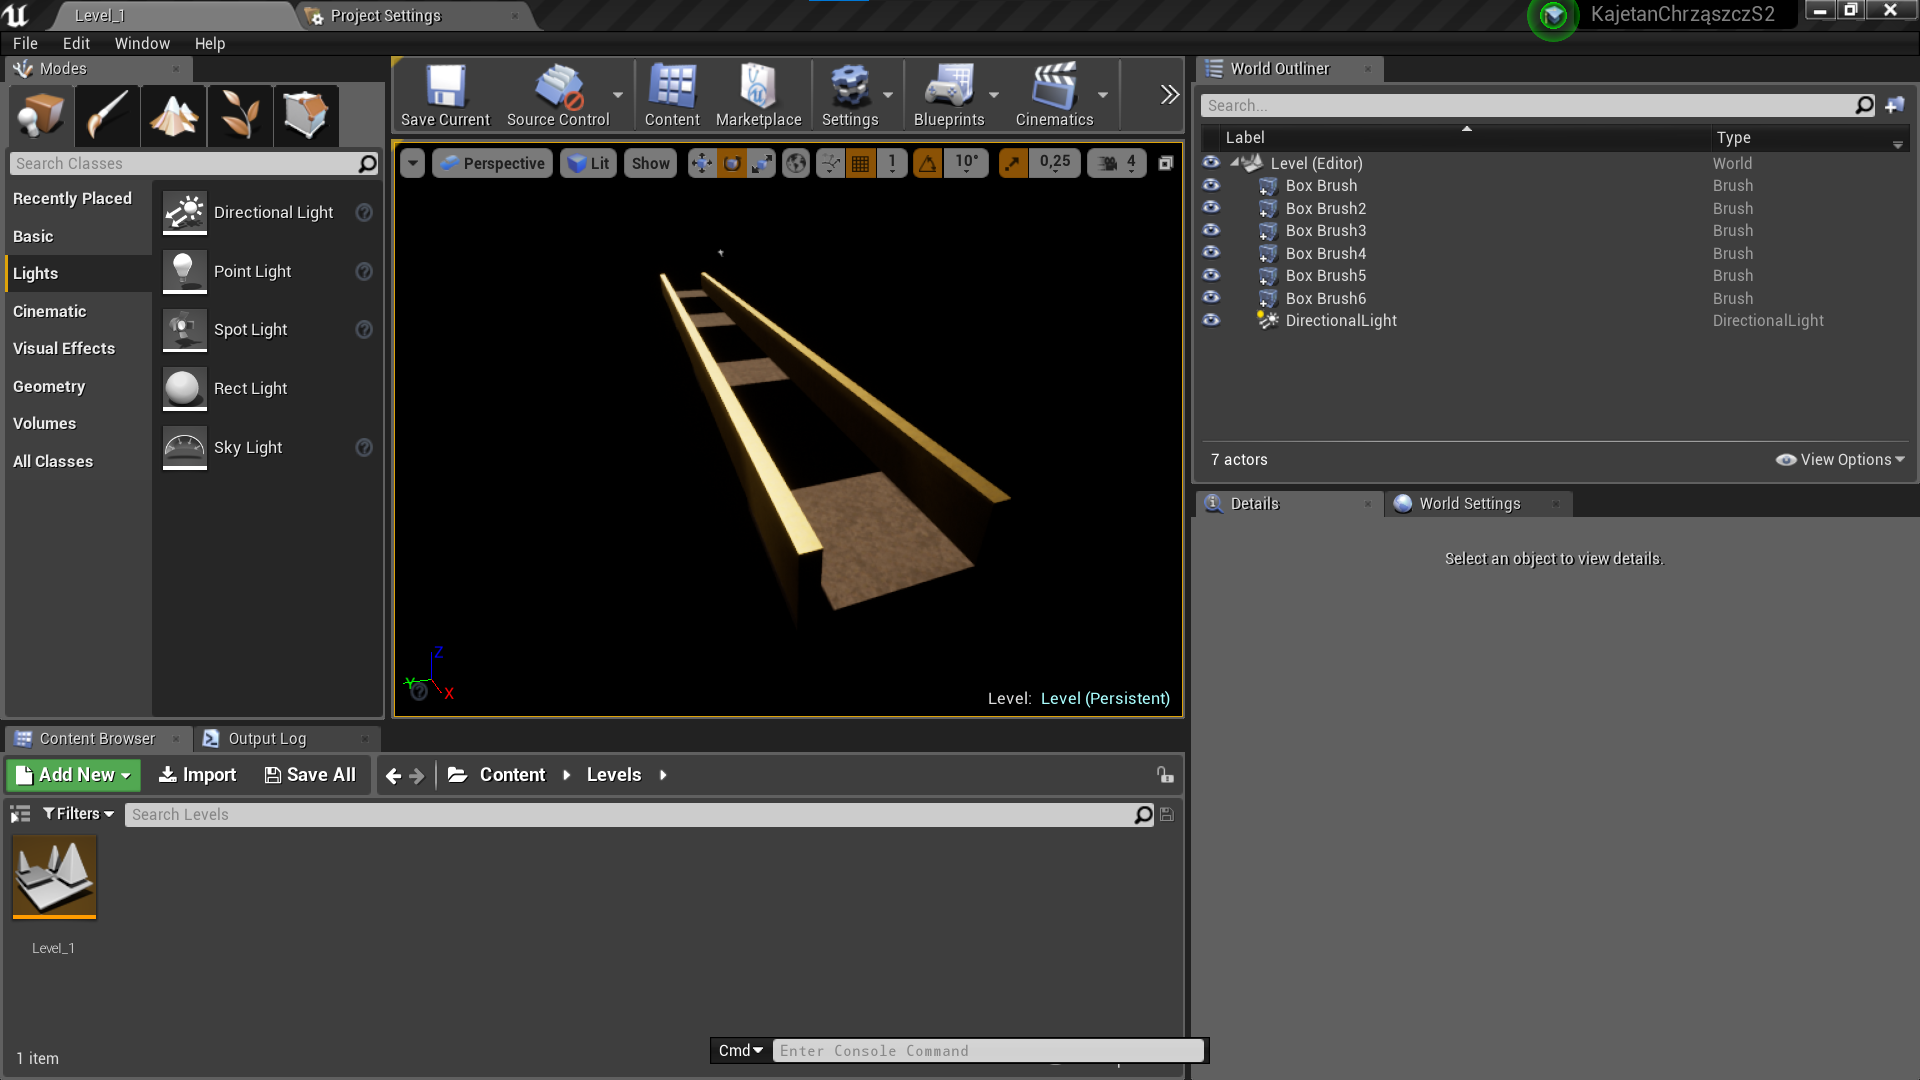 Level_1
Project Settings
KajetanChrząszczS2
File Edit Window Help
Modes
Save Current
Source Control
Content
Marketplace
Settings
Blueprints
Cinematics
World Outliner
Search...
Label Type
Search Classes
Perspective Lit Show 1 10° 0,25 4
Recently Placed
Basic
Lights
Cinematic
Visual Effects
Geometry
Volumes
All Classes
Directional Light
Point Light
Spot Light
Rect Light
Sky Light
Level (Editor) World
Box Brush Brush
Box Brush2 Brush
Box Brush3 Brush
Box Brush4 Brush
Box Brush5 Brush
Box Brush6 Brush
DirectionalLight DirectionalLight
7 actors
View Options
Details
World Settings
Select an object to view details.
Z
Y
X
Level: Level (Persistent)
Content Browser
Output Log
Add New Import Save All Content Levels
Filters
Search Levels
Level_1
1 item
Cmd Enter Console Command